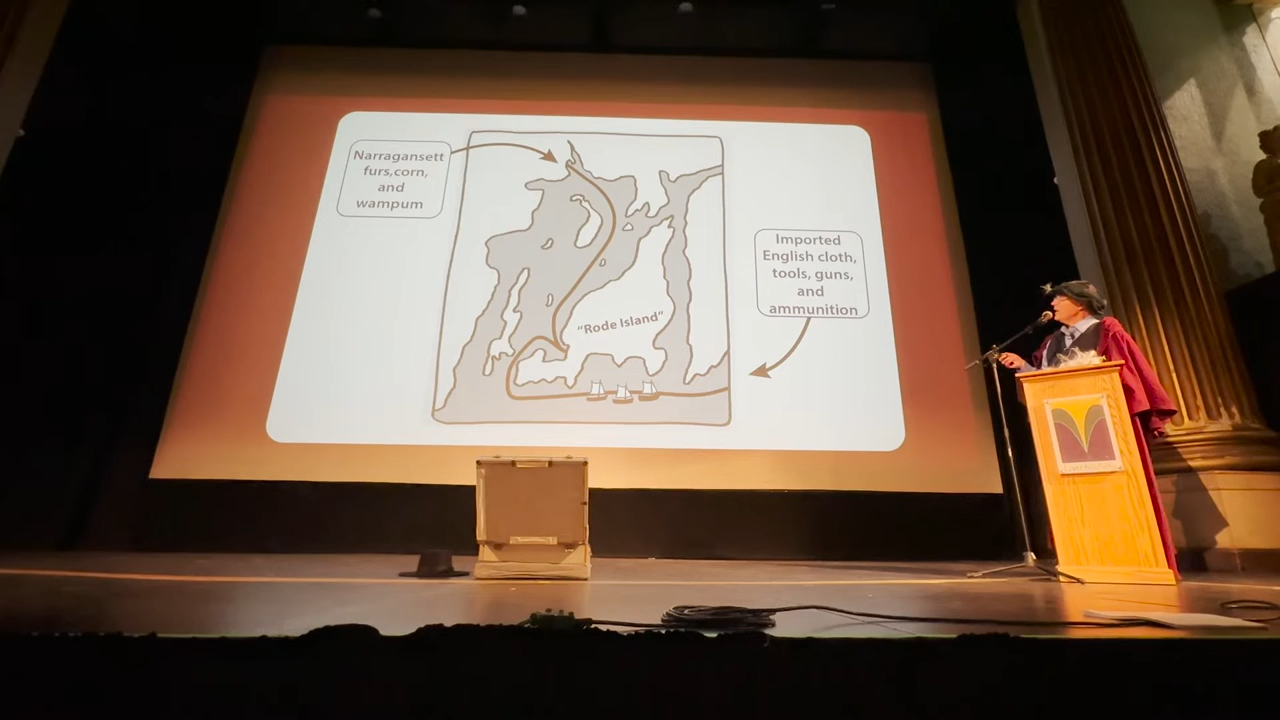 Narragansett
furs,corn,
and
wampum
Imported
English cloth,
tools, guns,
and
ammunition
"Rode Island"